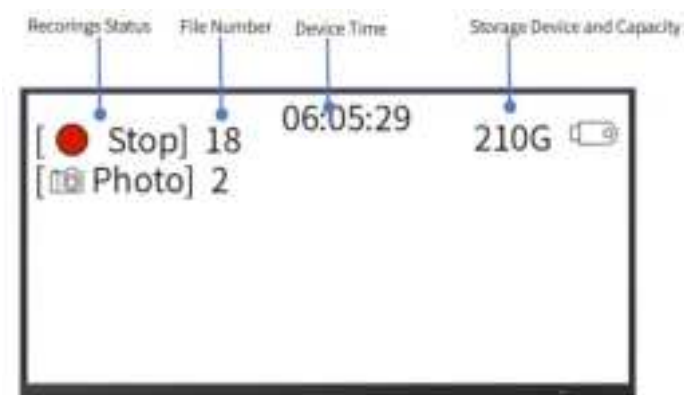 Recorings Status File Number Device Time Storage Device and Capacity
06:05:29
[ Stop] 18 210G
[ Photo] 2